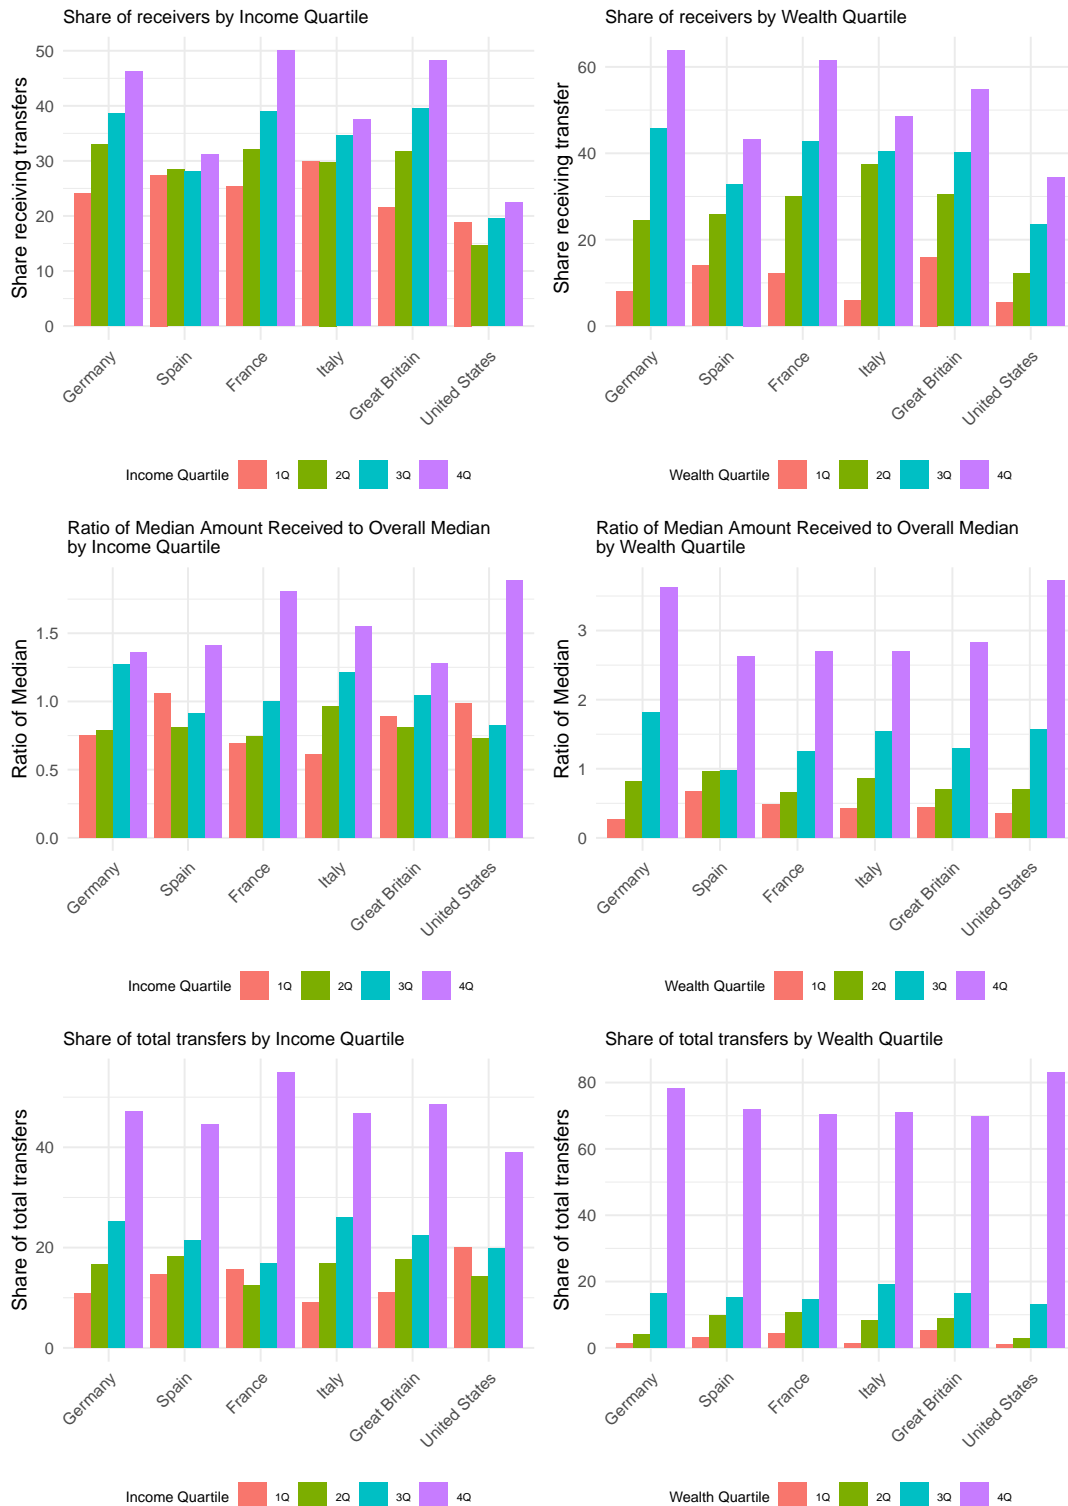 Share of receivers by Income Quartile
Share receiving transfers
50
40
30
20
10
0
Germany
Spain
France
Italy
Great Britain
United States
Income Quartile 1Q 2Q 3Q 4Q
Share of receivers by Wealth Quartile
Share receiving transfer
60
40
20
0
Germany
Spain
France
Italy
Great Britain
United States
Wealth Quartile 1Q 2Q 3Q 4Q
Ratio of Median Amount Received to Overall Median
by Income Quartile
Ratio of Median
1.5
1.0
0.5
0.0
Germany
Spain
France
Italy
Great Britain
United States
Income Quartile 1Q 2Q 3Q 4Q
Ratio of Median Amount Received to Overall Median
by Wealth Quartile
Ratio of Median
3
2
1
0
Germany
Spain
France
Italy
Great Britain
United States
Wealth Quartile 1Q 2Q 3Q 4Q
Share of total transfers by Income Quartile
Share of total transfers
40
20
0
Germany
Spain
France
Italy
Great Britain
United States
Income Quartile 1Q 2Q 3Q 4Q
Share of total transfers by Wealth Quartile
Share of total transfers
80
60
40
20
0
Germany
Spain
France
Italy
Great Britain
United States
Wealth Quartile 1Q 2Q 3Q 4Q